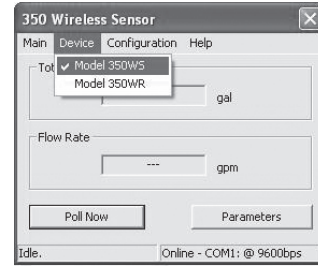 350 Wireless Sensor
Main Device Configuration Help
Tot
✓ Model 350WS
Model 350WR
gal
Flow Rate
--- gpm
Poll Now Parameters
Idle. Online - COM1: @ 9600bps